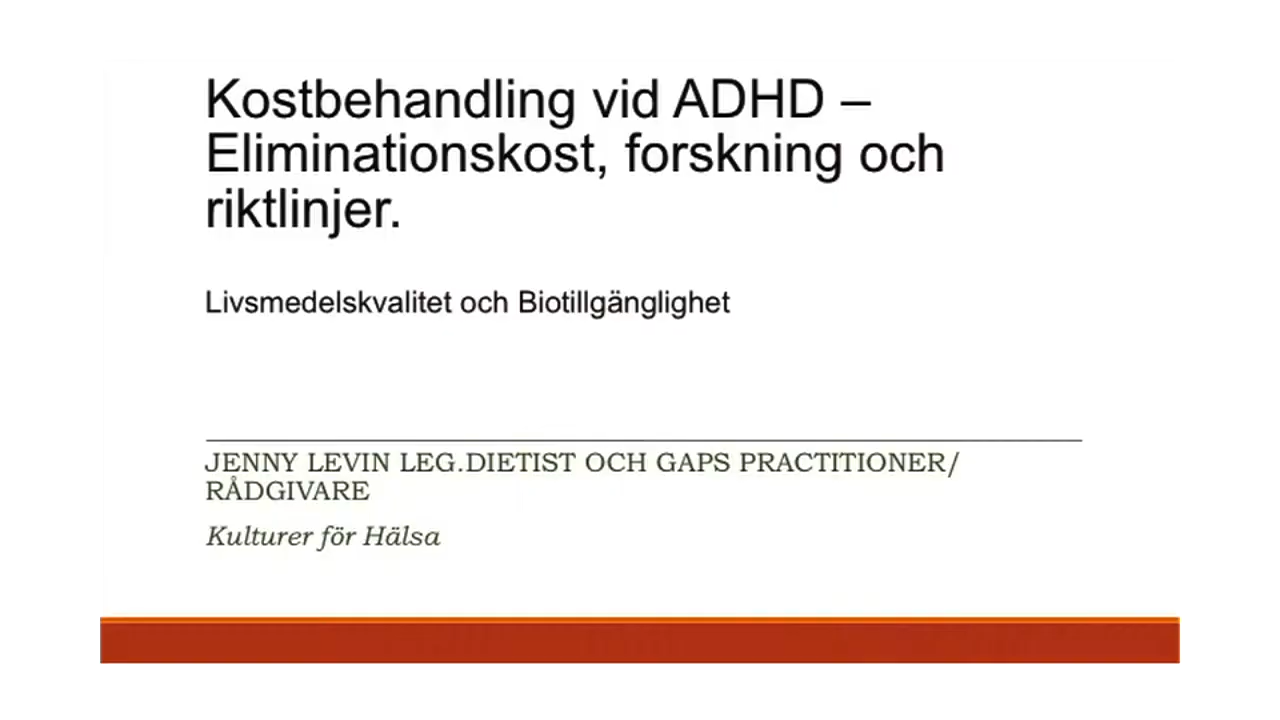 Kostbehandling vid ADHD –
Eliminationskost, forskning och
riktlinjer.
Livsmedelskvalitet och Biotillgänglighet
JENNY LEVIN LEG.DIETIST OCH GAPS PRACTITIONER/
RÅDGIVARE
Kulturer för Hälsa